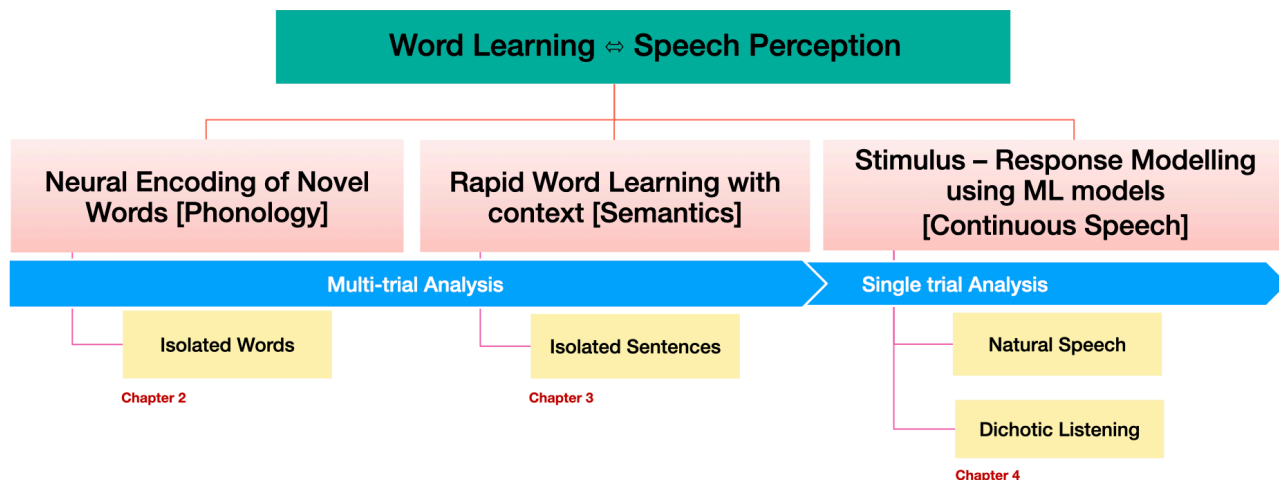 Word Learning ⇔ Speech Perception
Neural Encoding of Novel
Words [Phonology]
Rapid Word Learning with
context [Semantics]
Stimulus – Response Modelling
using ML models
[Continuous Speech]
Multi-trial Analysis
Single trial Analysis
Isolated Words
Chapter 2
Isolated Sentences
Chapter 3
Natural Speech
Dichotic Listening
Chapter 4